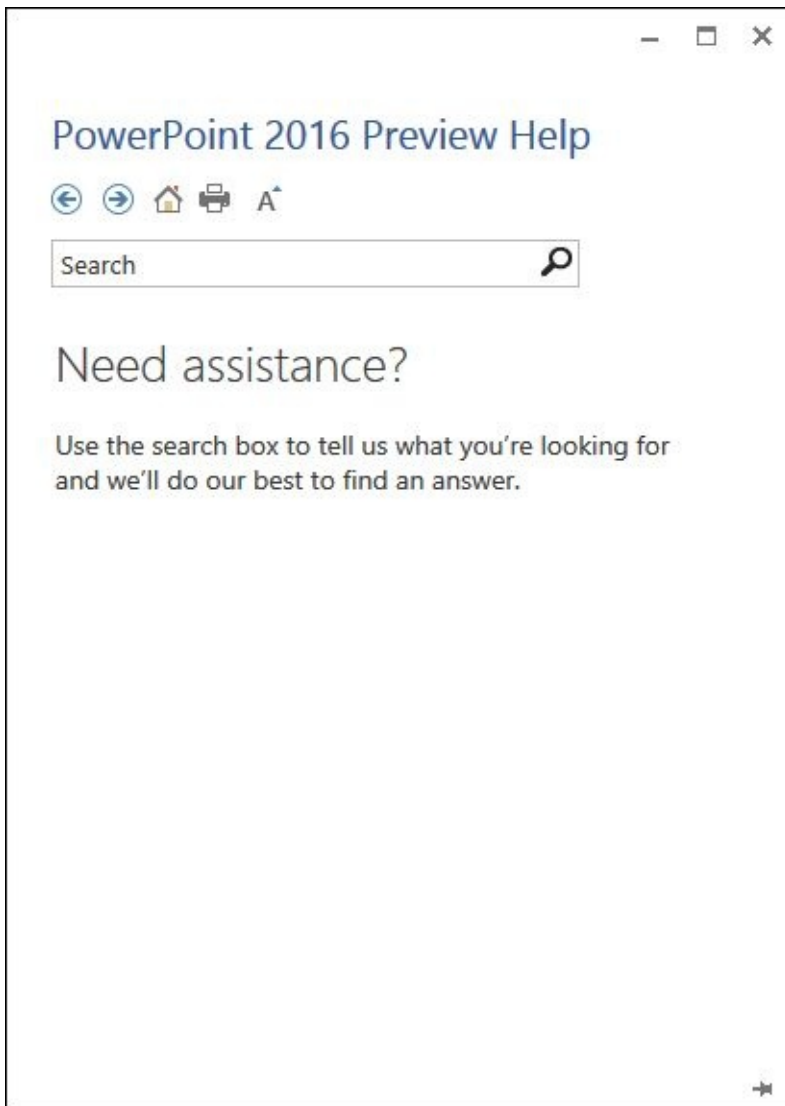 PowerPoint 2016 Preview Help
A
Search
Need assistance?
Use the search box to tell us what you’re looking for
and we’ll do our best to find an answer.